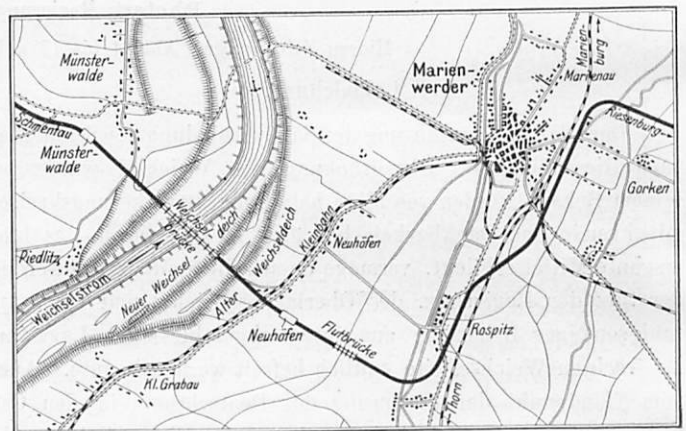 Münster-
walde
Schmentau
Münster-
walde
Piedlitz
Weichselstrom
Weichsel-
brücke
Neuer Weichsel
deich
Alter Weichseldeich
Kleinbahn
Neuhöfen
Neuhöfen
Flutbrücke
Kl. Grabau
Marien-
werder
Marien-
burg
Marienau
Riesenburg
Gorken
Rospitz
Thorn